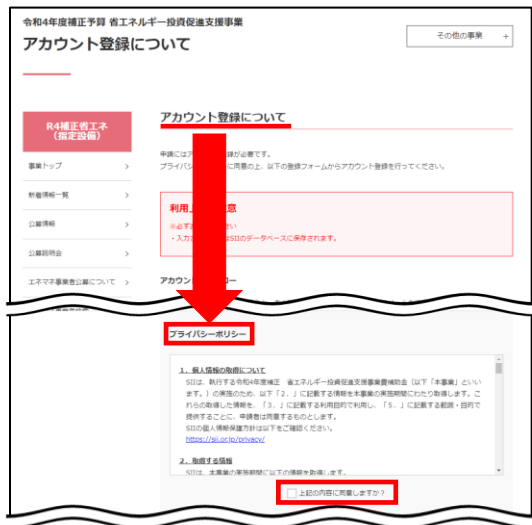 令和4年度補正予算 省エネルギー投資促進支援事業
アカウント登録について
その他の事業 +
R4補正省エネ
(指定設備)
事業トップ >
新着情報一覧 >
公募情報 >
公募説明会 >
エネマネ事業者公募について >
アカウント登録について
申請にはア 録が必要です。
プライバシ に同意の上、以下の登録フォームからアカウント登録を行ってください。
利用 意
※必ず さい
・入力 はSIIのデータベースに保存されます。
アカウン ロー
プライバシーポリシー
1．個人情報の取得について
SIIは、執行する令和4年度補正 省エネルギー投資促進支援事業費補助金（以下「本事業」といい
ます。）の実施のため、以下「2．」に記載する情報を本事業の実施期間にわたり取得します。こ
れらの取得した情報を、「3．」に記載する利用目的で利用し、「5．」に記載する範囲・目的で
提供することに、申請者は同意するものとします。
SIIの個人情報保護方針は以下をご確認ください。
https://sii.or.jp/privacy/
2．取得する情報
SIIは、本事業の実施期間に以下の情報を取得します。
上記の内容に同意しますか？